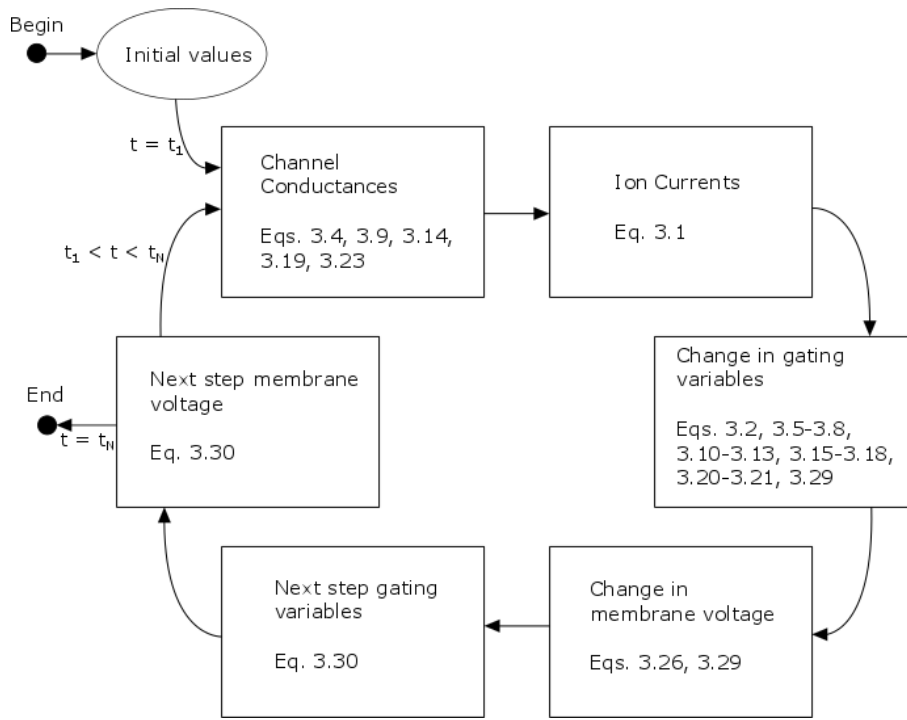 Begin
Initial values
t = t₁
Channel
Conductances
Eqs. 3.4, 3.9, 3.14,
3.19, 3.23
Ion Currents
Eq. 3.1
t₁ < t < t_N
Change in gating
variables
Eqs. 3.2, 3.5-3.8,
3.10-3.13, 3.15-3.18,
3.20-3.21, 3.29
Next step membrane
voltage
Eq. 3.30
End
t = t_N
Next step gating
variables
Eq. 3.30
Change in
membrane voltage
Eqs. 3.26, 3.29